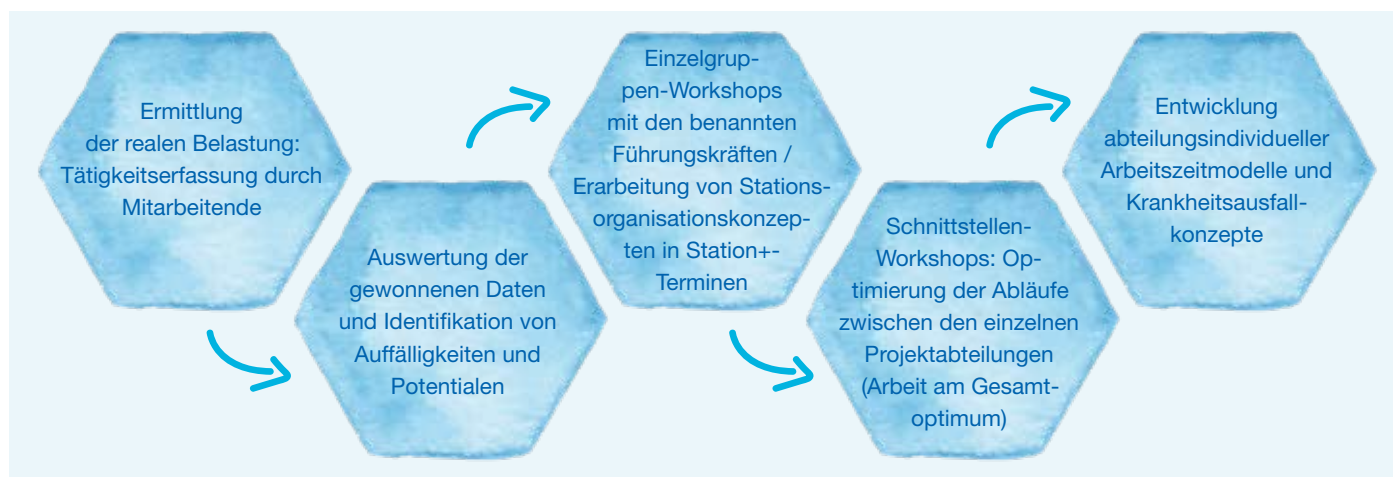 Ermittlung
der realen Belastung:
Tätigkeitserfassung durch
Mitarbeitende
Auswertung der
gewonnenen Daten
und Identifikation von
Auffälligkeiten und
Potentialen
Einzelgrup-
pen-Workshops
mit den benannten
Führungskräften /
Erarbeitung von Stations-
organisationskonzep-
ten in Station+-
Terminen
Schnittstellen-
Workshops: Op-
timierung der Abläufe
zwischen den einzelnen
Projektabteilungen
(Arbeit am Gesamt-
optimum)
Entwicklung
abteilungsindividueller
Arbeitszeitmodelle und
Krankheitsausfall-
konzepte